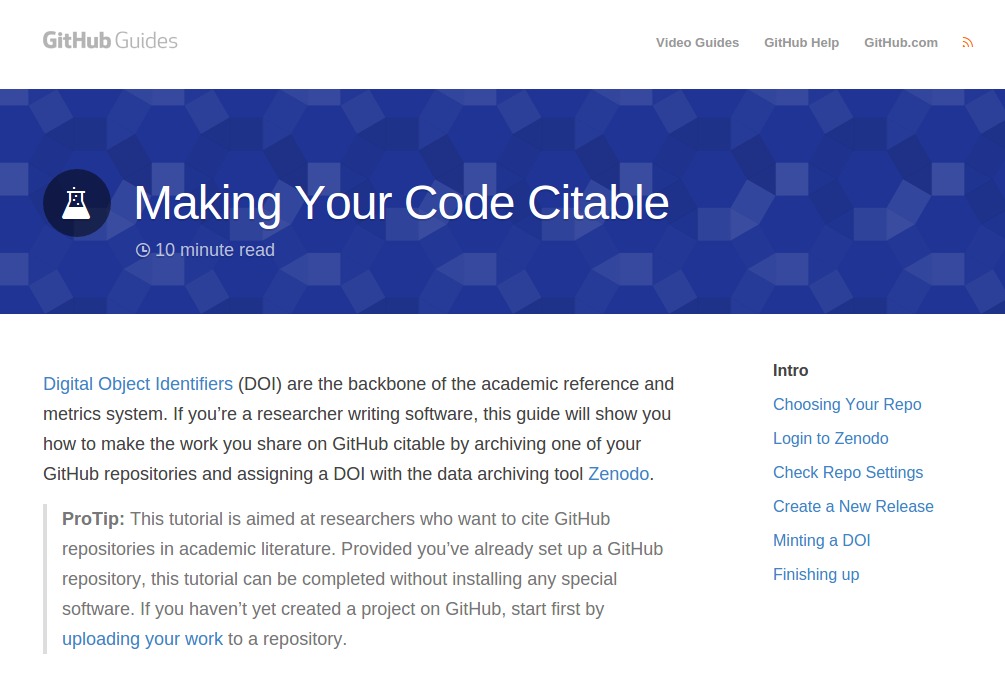 GitHub Guides
Video Guides GitHub Help GitHub.com
Making Your Code Citable
10 minute read
Digital Object Identifiers (DOI) are the backbone of the academic reference and
metrics system. If you’re a researcher writing software, this guide will show you
how to make the work you share on GitHub citable by archiving one of your
GitHub repositories and assigning a DOI with the data archiving tool Zenodo.
ProTip: This tutorial is aimed at researchers who want to cite GitHub
repositories in academic literature. Provided you’ve already set up a GitHub
repository, this tutorial can be completed without installing any special
software. If you haven’t yet created a project on GitHub, start first by
uploading your work to a repository.
Intro
Choosing Your Repo
Login to Zenodo
Check Repo Settings
Create a New Release
Minting a DOI
Finishing up